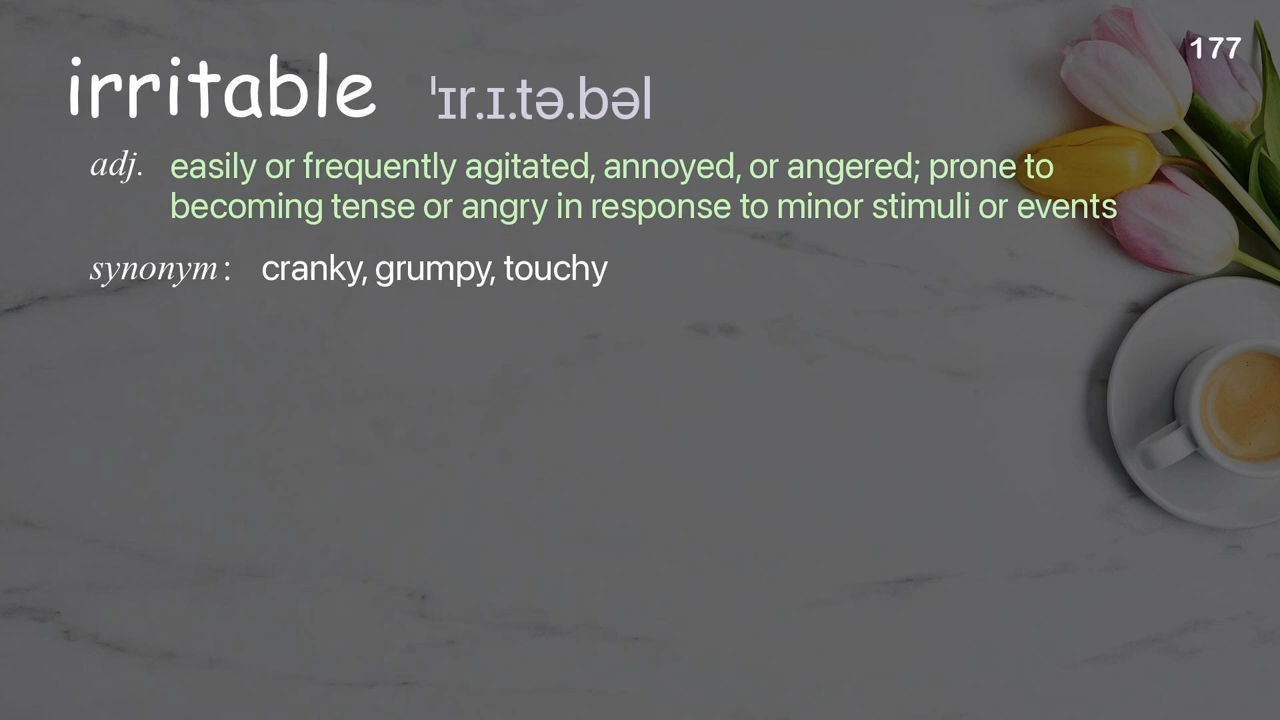 177
irritable ˈɪr.ɪ.tə.bəl
adj. easily or frequently agitated, annoyed, or angered; prone to
becoming tense or angry in response to minor stimuli or events
synonym : cranky, grumpy, touchy